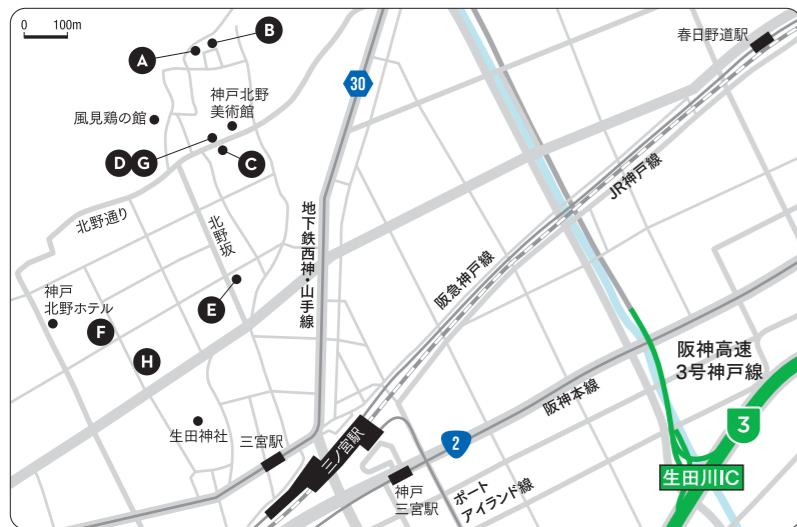 0 100m
B
A
春日野道駅
30
神戸北野
美術館
風見鶏の館
D
G
C
JR神戸線
北野通り
北野坂
地下鉄西神・山手線
阪急神戸線
E
神戸
北野ホテル
F
H
阪神高速
3号神戸線
阪神本線
3
生田神社
三宮駅
三ノ宮駅
2
生田川IC
神戸
三宮駅
ポート
アイランド線